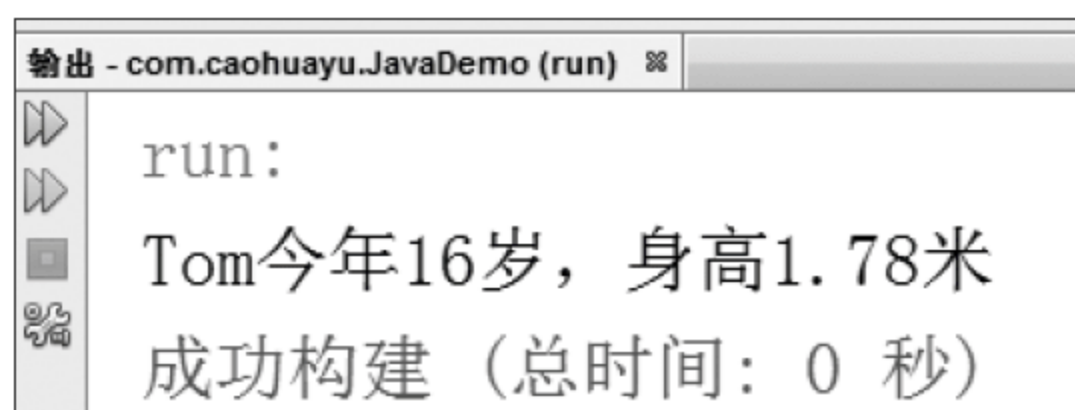 输出 - com.caohuayu.JavaDemo (run)
run:
Tom今年16岁，身高1.78米
成功构建 (总时间: 0 秒)